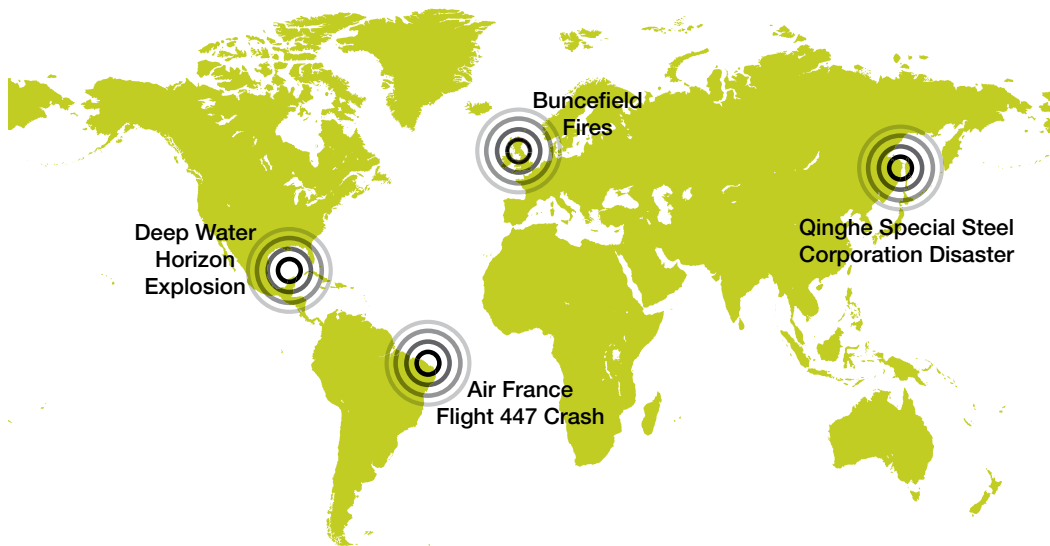 Buncefield
Fires
Deep Water
Horizon
Explosion
Qinghe Special Steel
Corporation Disaster
Air France
Flight 447 Crash